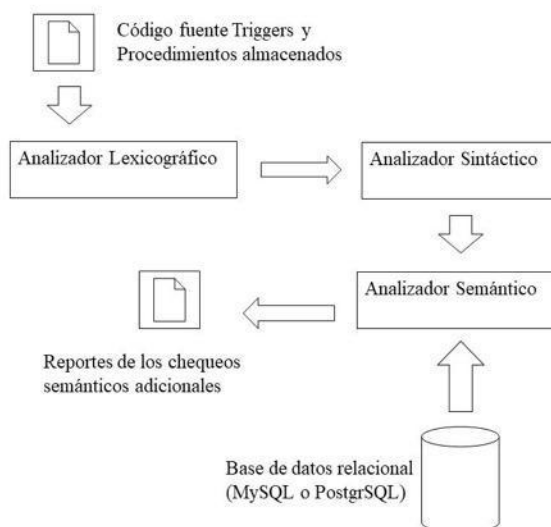 Código fuente Triggers y
Procedimientos almacenados
Analizador Lexicográfico
Analizador Sintáctico
Analizador Semántico
Reportes de los chequeos
semánticos adicionales
Base de datos relacional
(MySQL o PostgrSQL)